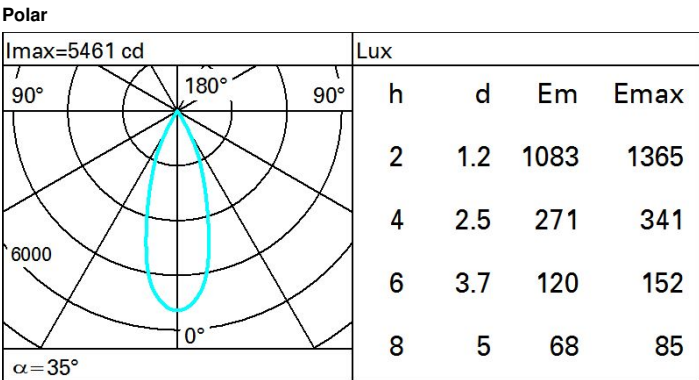 Polar
Imax=5461 cd
Lux
90° 180° 90°
6000
0°
α=35°
h d Em Emax
2 1.2 1083 1365
4 2.5 271 341
6 3.7 120 152
8 5 68 85